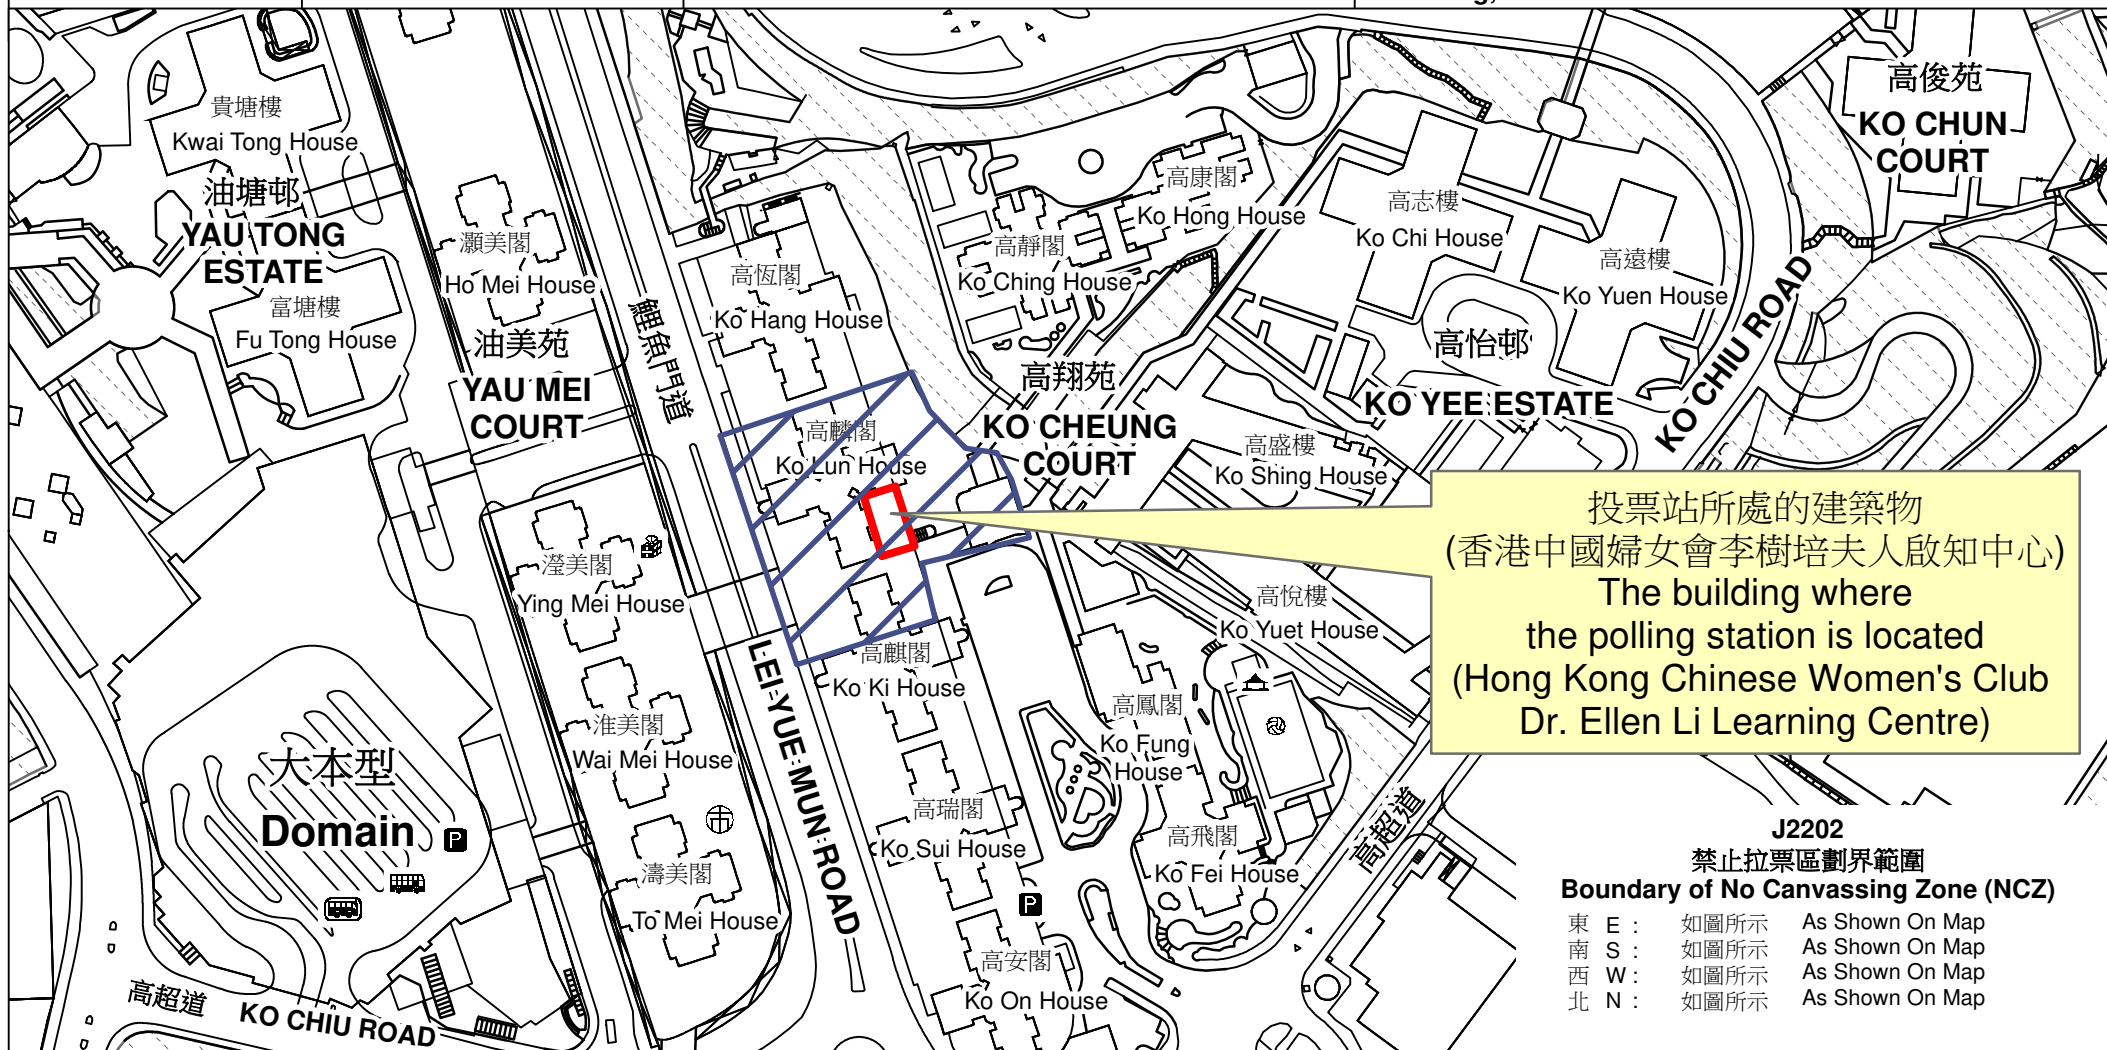 貴塘樓
Kwai Tong House
油塘邨
YAU TONG
ESTATE
富塘樓
Fu Tong House
灝美閣
Ho Mei House
油美苑
YAU MEI
COURT
鯉魚門道
高恆閣
Ko Hang House
高靜閣
Ko Ching House
高康閣
Ko Hong House
高翔苑
KO CHEUNG
COURT
高志樓
Ko Chi House
高遠樓
Ko Yuen House
高怡邨
KO YEE ESTATE
高俊苑
KO CHUN
COURT
KO CHIU ROAD
高麟閣
Ko Lun House
高盛樓
Ko Shing House
瀅美閣
Ying Mei House
高悅樓
Ko Yuet House
高麒閣
Ko Ki House
LEI YUE MUN ROAD
淮美閣
Wai Mei House
高鳳閣
Ko Fung
House
大本型
Domain
P
高瑞閣
Ko Sui House
高飛閣
Ko Fei House
高超道
濤美閣
To Mei House
P
高安閣
Ko On House
高超道
KO CHIU ROAD
投票站所處的建築物
(香港中國婦女會李樹培夫人啟知中心)
The building where
the polling station is located
(Hong Kong Chinese Women's Club
Dr. Ellen Li Learning Centre)
J2202
禁止拉票區劃界範圍
Boundary of No Canvassing Zone (NCZ)
東 E : 如圖所示 As Shown On Map
南 S : 如圖所示 As Shown On Map
西 W : 如圖所示 As Shown On Map
北 N : 如圖所示 As Shown On Map